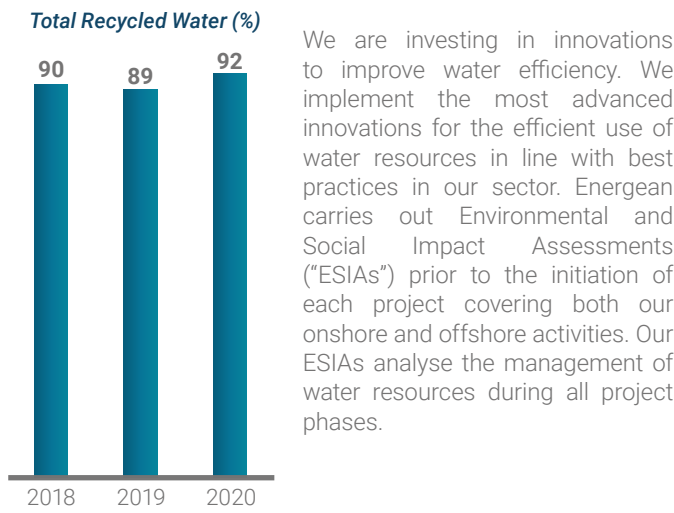 Total Recycled Water (%)
90
89
92
2018
2019
2020
We are investing in innovations
to improve water efficiency. We
implement the most advanced
innovations for the efficient use of
water resources in line with best
practices in our sector. Energean
carries out Environmental and
Social Impact Assessments
(“ESIAs”) prior to the initiation of
each project covering both our
onshore and offshore activities. Our
ESIAs analyse the management of
water resources during all project
phases.